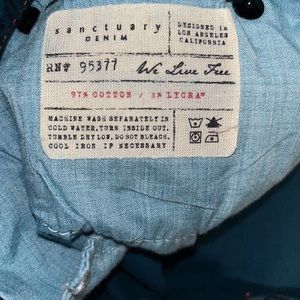 sanctuary
DENIM
DESIGNED in
LOS ANGELES
CALIFORNIA
RN# 95377
We Live Free
97% COTTON / 3% LYCRA®
MACHINE WASH SEPARATELY IN
COLD WATER, TURN INSIDE OUT.
TUMBLE DRY LOW, DO NOT BLEACH.
COOL IRON IF NECESSARY